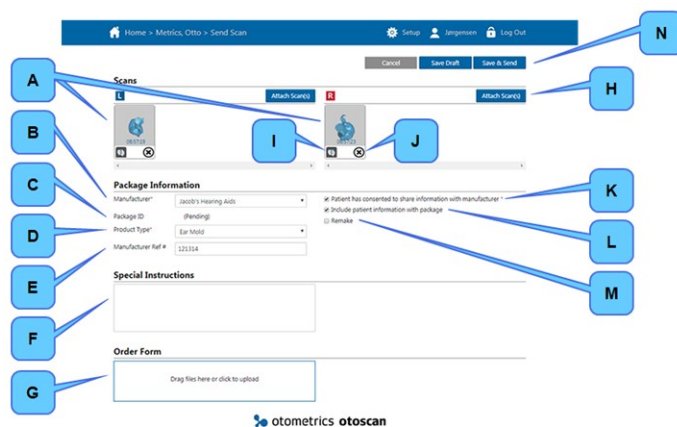 Home > Metrics, Otto > Send Scan
Setup Jørgensen Log Out
N
Cancel Save Draft Save & Send
A
Scans
L Attach Scan(s) R Attach Scan(s)
H
B
I
J
C
Package Information
Manufacturer* Jacob's Hearing Aids
Patient has consented to share information with manufacturer *
K
Package ID (Pending)
Include patient information with package
D
Product Type* Ear Mold
Remake
L
E
Manufacturer Ref # 121314
M
Special Instructions
F
Order Form
G
Drag files here or click to upload
otometrics otoscan